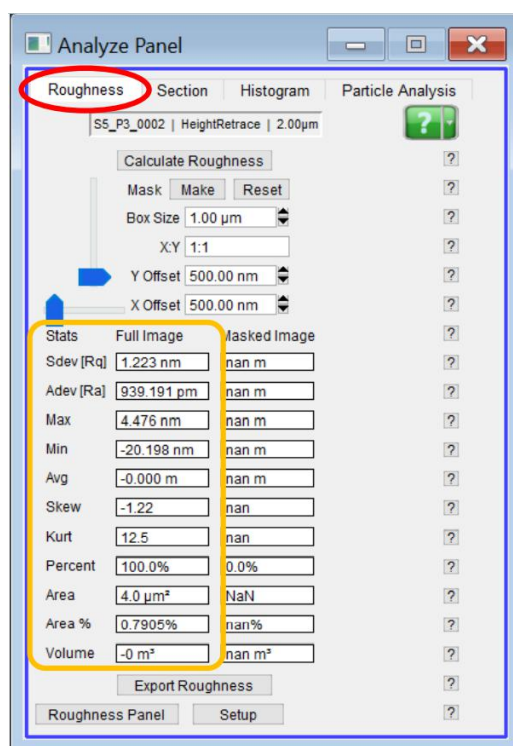 Analyze Panel
Roughness Section Histogram Particle Analysis
S5_P3_0002 | HeightRetrace | 2.00µm
?
Calculate Roughness ?
Mask Make Reset ?
Box Size 1.00 µm ?
X:Y 1:1 ?
Y Offset 500.00 nm ?
X Offset 500.00 nm ?
Stats Full Image Masked Image ?
Sdev [Rq] 1.223 nm nan m ?
Adev [Ra] 939.191 pm nan m ?
Max 4.476 nm nan m ?
Min -20.198 nm nan m ?
Avg -0.000 m nan m ?
Skew -1.22 nan ?
Kurt 12.5 nan ?
Percent 100.0% 0.0% ?
Area 4.0 µm² NaN ?
Area % 0.7905% nan% ?
Volume -0 m³ nan m³ ?
Export Roughness ?
Roughness Panel Setup ?